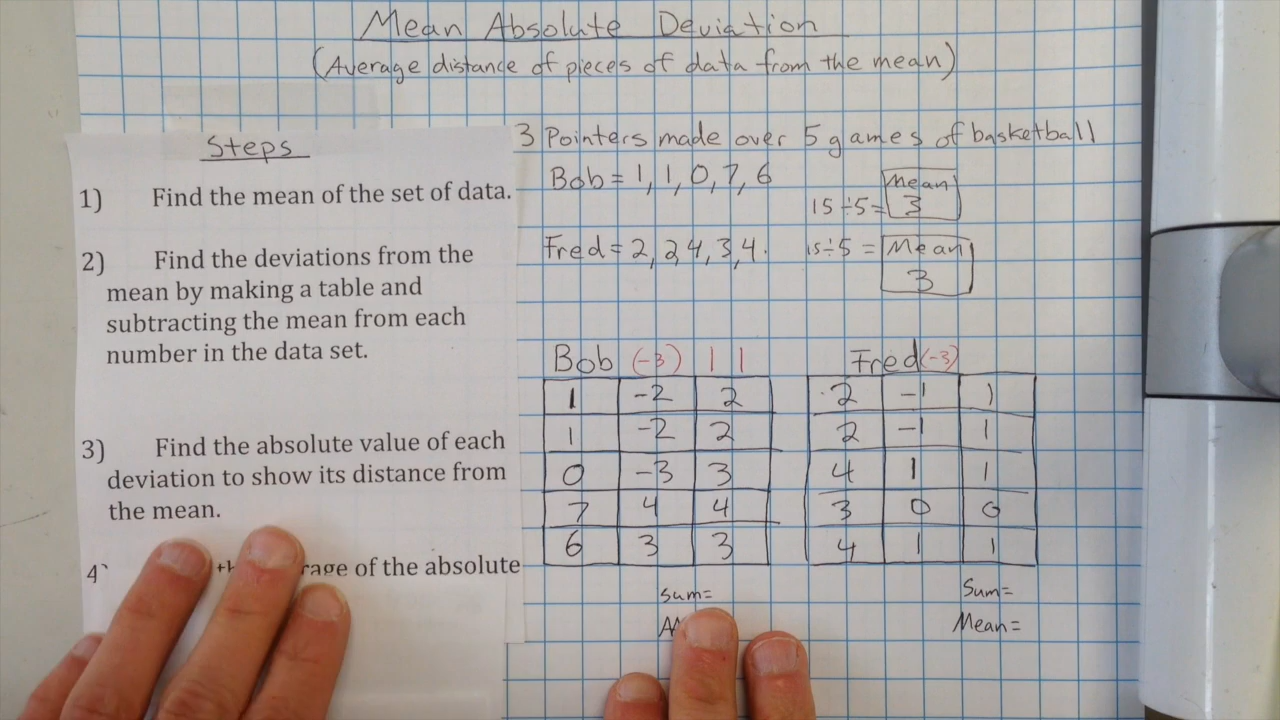 Mean Absolute Deviation
(Average distance of pieces of data from the mean)
Steps
1) Find the mean of the set of data.
2) Find the deviations from the
mean by making a table and
subtracting the mean from each
number in the data set.
3) Find the absolute value of each
deviation to show its distance from
the mean.
of the absolute
3 Pointers made over 5 games of basketball
Bob = 1, 1, 0, 7, 6
15 ÷ 5 = Mean
3
Fred = 2, 2, 4, 3, 4.
15 ÷ 5 = Mean
3
Bob (-3) | |
1 -2 2
1 -2 2
0 -3 3
7 4 4
6 3 3
Sum=
Fred (-3)
2 -1 1
2 -1 1
4 1 1
3 0 0
4 1 1
Sum=
Mean=